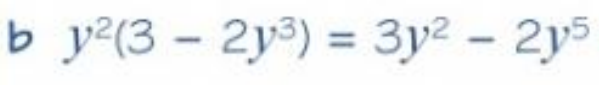 b y²(3 − 2y³) = 3y² − 2y⁵